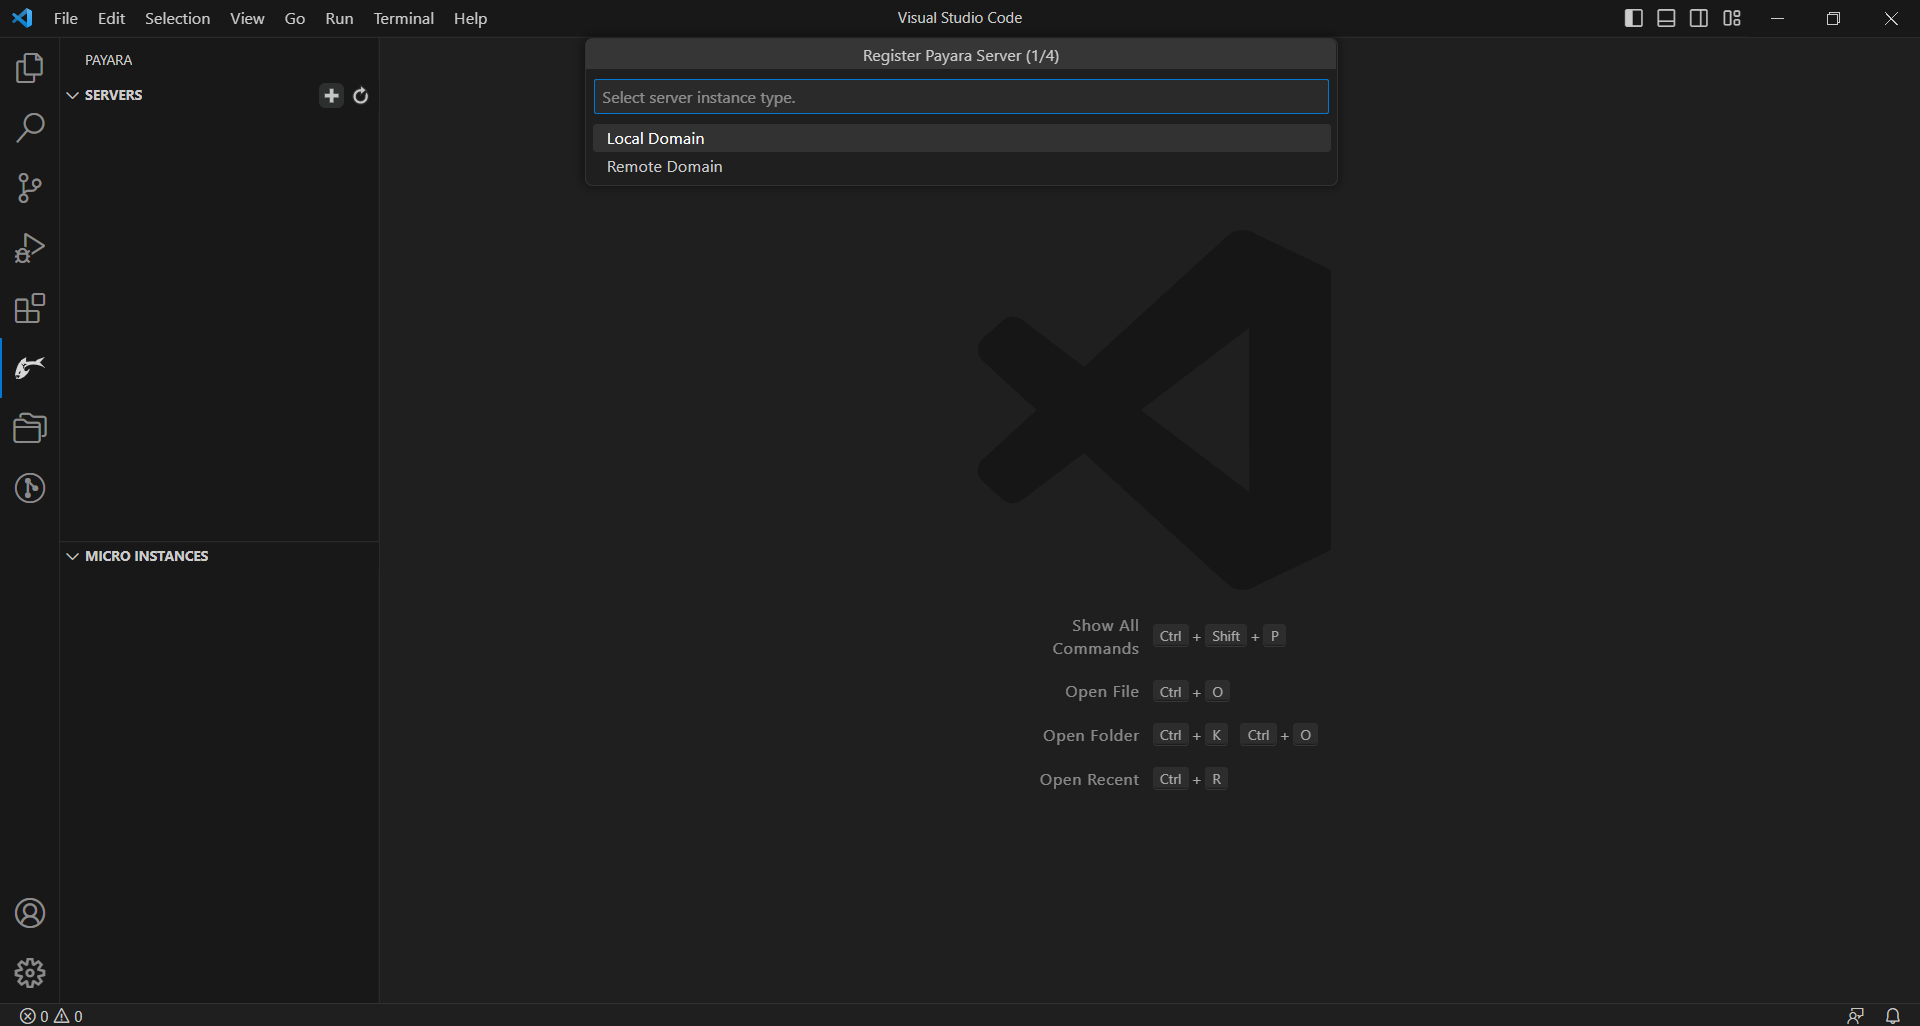 File Edit Selection View Go Run Terminal Help
Visual Studio Code
PAYARA
SERVERS
Register Payara Server (1/4)
Select server instance type.
Local Domain
Remote Domain
MICRO INSTANCES
Show All Commands Ctrl + Shift + P
Open File Ctrl + O
Open Folder Ctrl + K Ctrl + O
Open Recent Ctrl + R
0 0